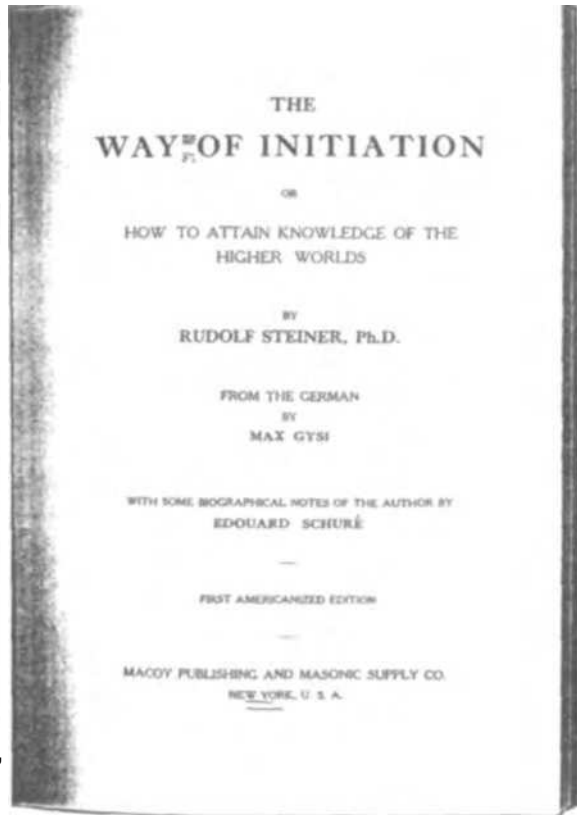 THE
WAY OF INITIATION
OR
HOW TO ATTAIN KNOWLEDGE OF THE
HIGHER WORLDS
BY
RUDOLF STEINER, Ph.D.
FROM THE GERMAN
BY
MAX GYSI
WITH SOME BIOGRAPHICAL NOTES OF THE AUTHOR BY
EDOUARD SCHURÉ
FIRST AMERICANIZED EDITION
MACOY PUBLISHING AND MASONIC SUPPLY CO.
NEW YORK, U. S. A.